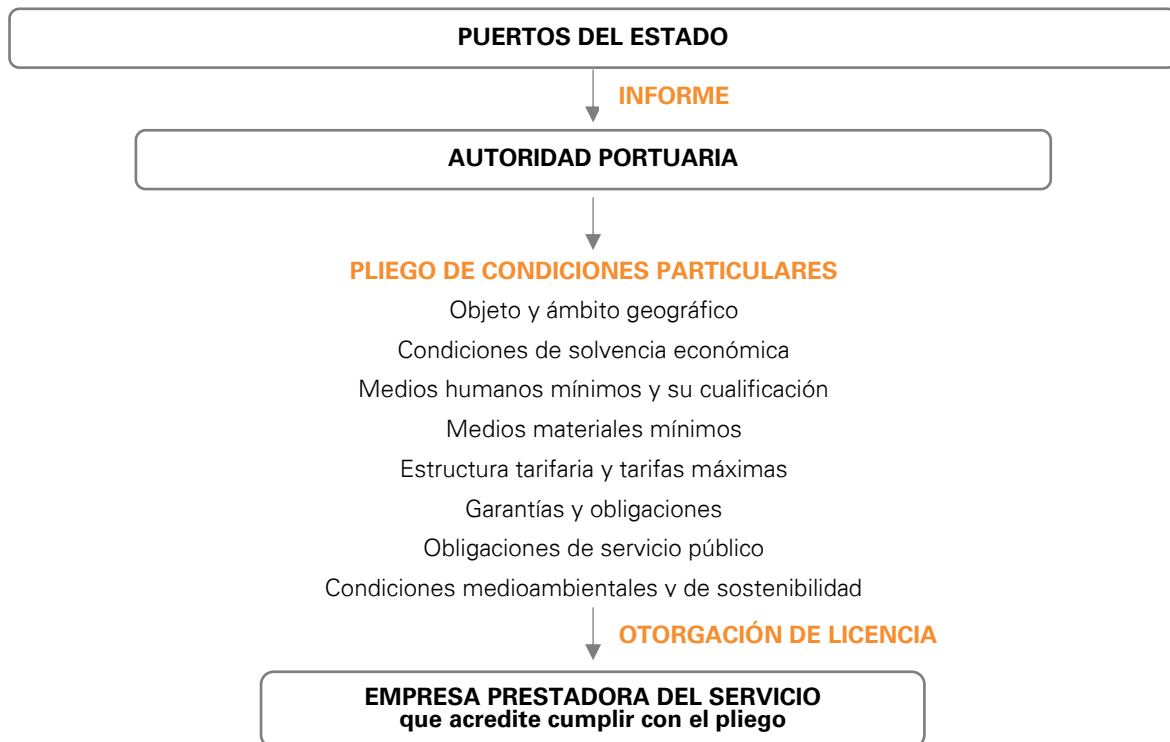 PUERTOS DEL ESTADO
INFORME
AUTORIDAD PORTUARIA
PLIEGO DE CONDICIONES PARTICULARES
Objeto y ámbito geográfico
Condiciones de solvencia económica
Medios humanos mínimos y su cualificación
Medios materiales mínimos
Estructura tarifaria y tarifas máximas
Garantías y obligaciones
Obligaciones de servicio público
Condiciones medioambientales y de sostenibilidad
OTORGACIÓN DE LICENCIA
EMPRESA PRESTADORA DEL SERVICIO
que acredite cumplir con el pliego